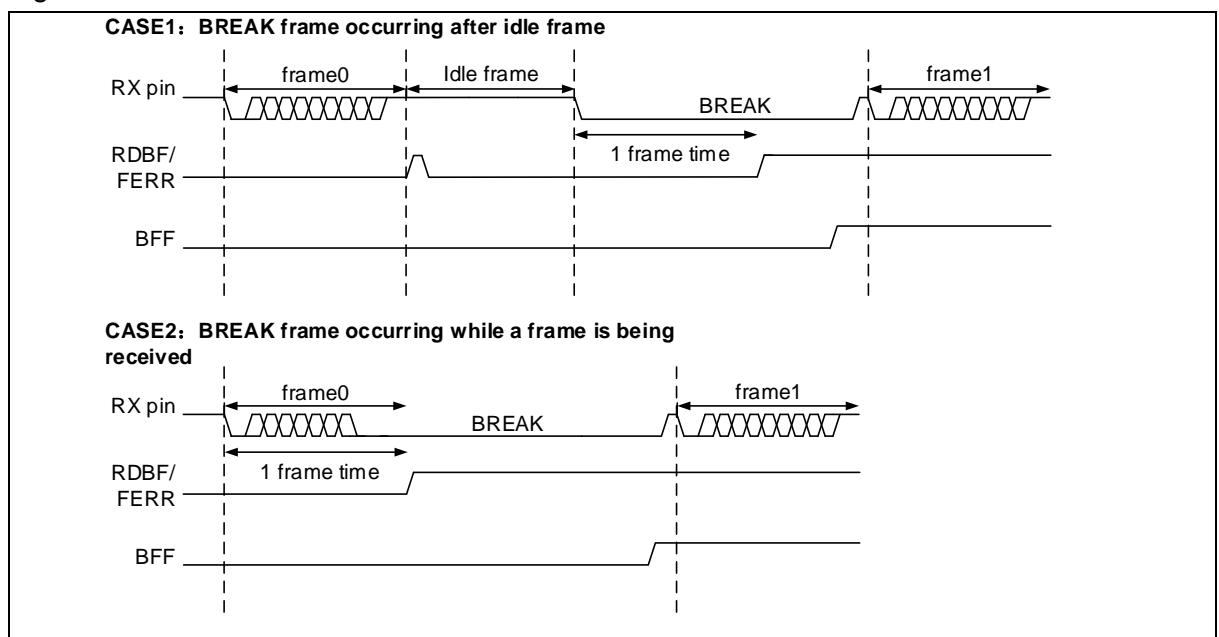 CASE1：BREAK frame occurring after idle frame
frame0
Idle frame
frame1
RX pin
BREAK
1 frame time
RDBF/
FERR
BFF
CASE2：BREAK frame occurring while a frame is being
received
frame0
frame1
RX pin
BREAK
1 frame time
RDBF/
FERR
BFF